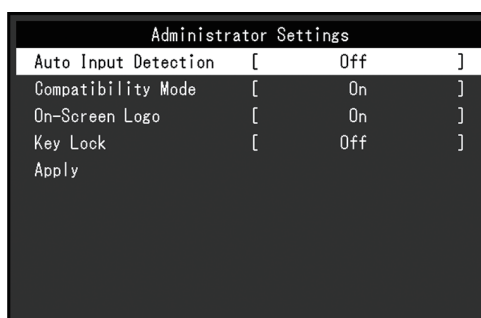 Administrator Settings
Auto Input Detection [ Off ]
Compatibility Mode [ On ]
On-Screen Logo [ On ]
Key Lock [ Off ]
Apply